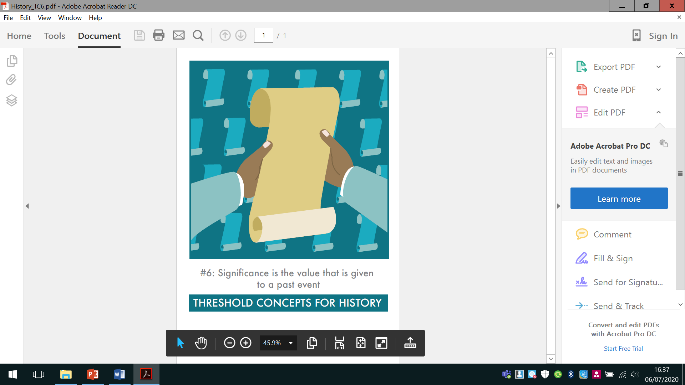 History_IC6.pdf - Adobe Acrobat Reader DC
File Edit View Window Help
Home Tools Document 1 / 1 Sign In
#6: Significance is the value that is given
to a past event
THRESHOLD CONCEPTS FOR HISTORY
45.9%
Export PDF
Create PDF
Edit PDF
Adobe Acrobat Pro DC
Easily edit text and images
in PDF documents
Learn more
Comment
Fill & Sign
Send for Signatu...
Send & Track
Convert and edit PDFs
with Acrobat Pro DC
Start Free Trial
16:37
06/07/2020